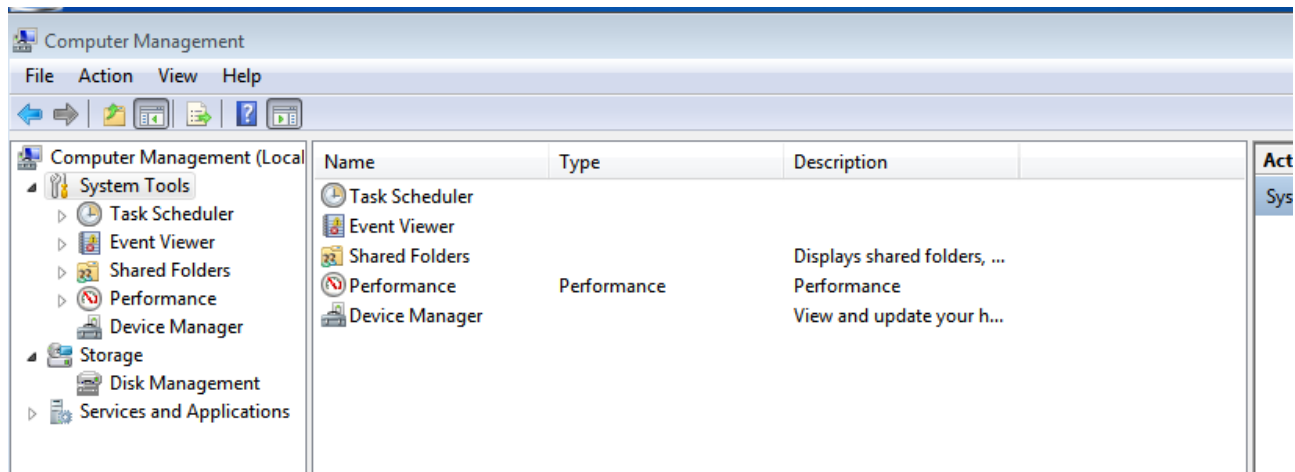 Computer Management
File Action View Help
Computer Management (Local
System Tools
Task Scheduler
Event Viewer
Shared Folders
Performance
Device Manager
Storage
Disk Management
Services and Applications
Name Type Description
Task Scheduler
Event Viewer
Shared Folders Displays shared folders, ...
Performance Performance Performance
Device Manager View and update your h...
Act
Sys